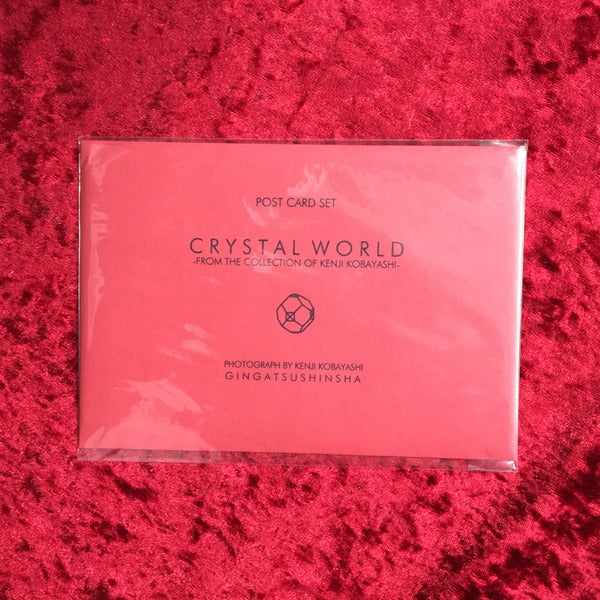 POST CARD SET
CRYSTAL WORLD
-FROM THE COLLECTION OF KENJI KOBAYASHI-
PHOTOGRAPH BY KENJI KOBAYASHI
GINGATSUSHINSHA